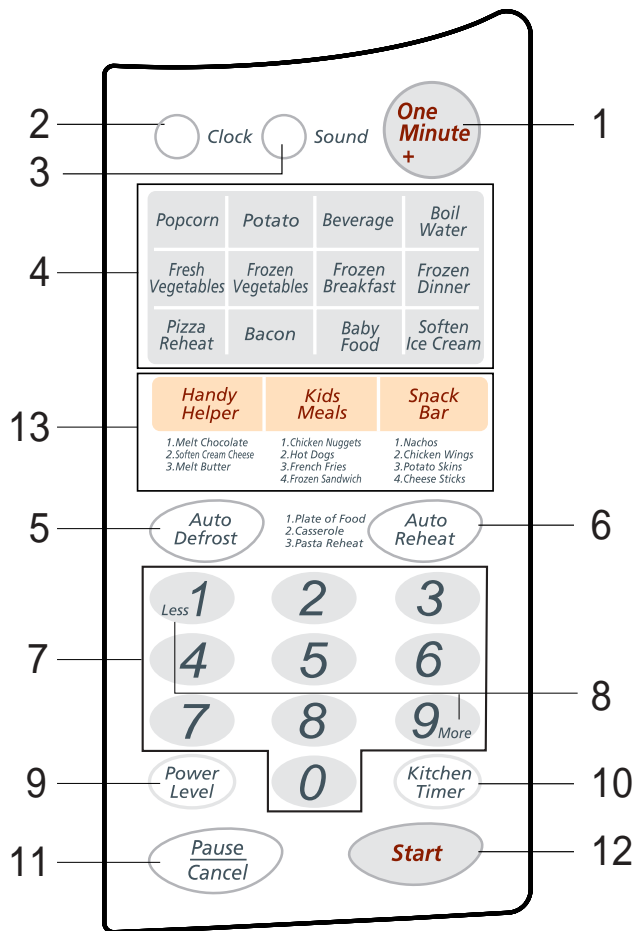 One
Minute
+
1
2
Clock
Sound
3
Popcorn
Potato
Beverage
Boil
Water
4
Fresh
Vegetables
Frozen
Vegetables
Frozen
Breakfast
Frozen
Dinner
Pizza
Reheat
Bacon
Baby
Food
Soften
Ice Cream
13
Handy
Helper
Kids
Meals
Snack
Bar
1.Melt Chocolate
2.Soften Cream Cheese
3.Melt Butter
1.Chicken Nuggets
2.Hot Dogs
3.French Fries
4.Frozen Sandwich
1.Nachos
2.Chicken Wings
3.Potato Skins
4.Cheese Sticks
5
Auto
Defrost
1.Plate of Food
2.Casserole
3.Pasta Reheat
Auto
Reheat
6
Less 1
2
3
7
4
5
6
8
7
8
9 More
9
Power
Level
0
Kitchen
Timer
10
11
Pause
Cancel
Start
12